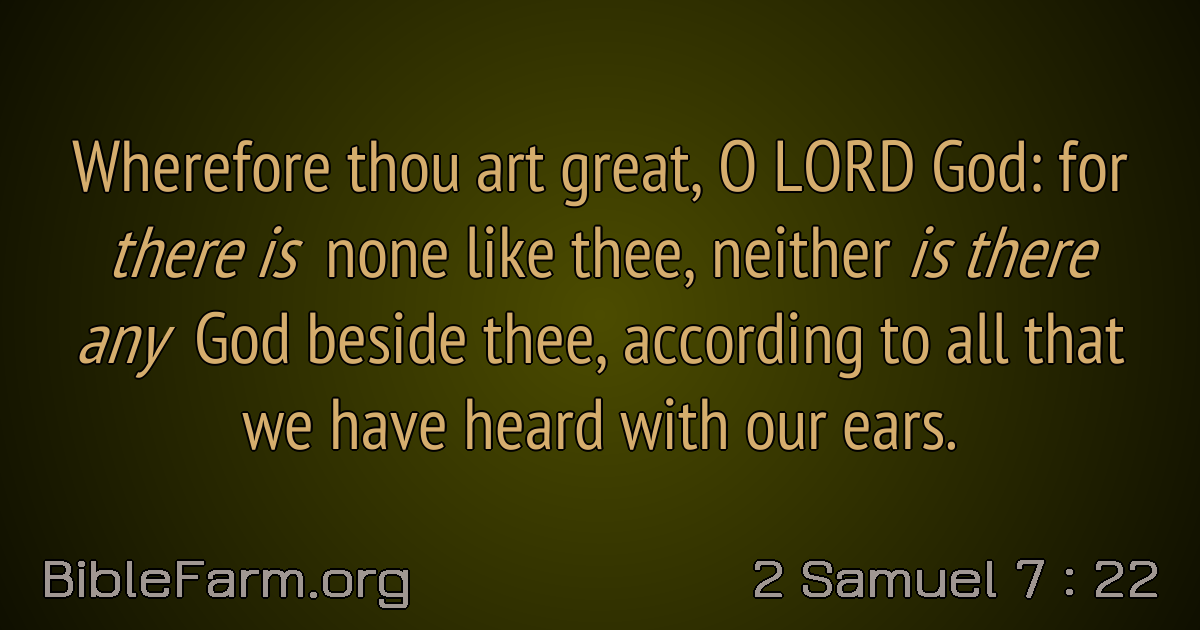 Wherefore thou art great, O LORD God: for
there is none like thee, neither is there
any God beside thee, according to all that
we have heard with our ears.
BibleFarm.org
2 Samuel 7 : 22